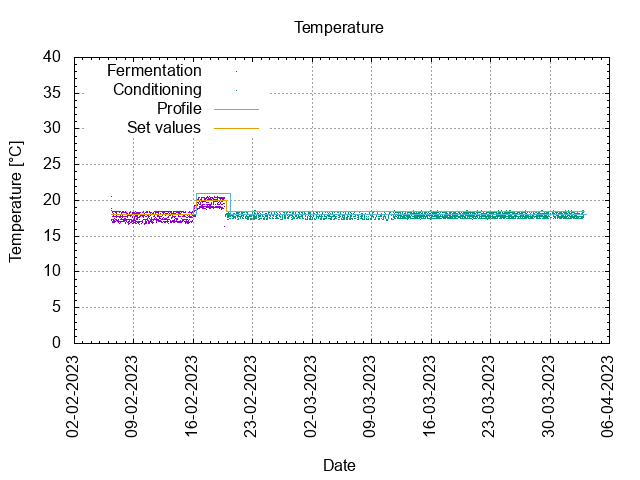 Temperature
40
35
30
25
20
15
10
5
0
Temperature [°C]
Fermentation
Conditioning
Profile
Set values
02-02-2023
09-02-2023
16-02-2023
23-02-2023
02-03-2023
09-03-2023
16-03-2023
23-03-2023
30-03-2023
06-04-2023
Date